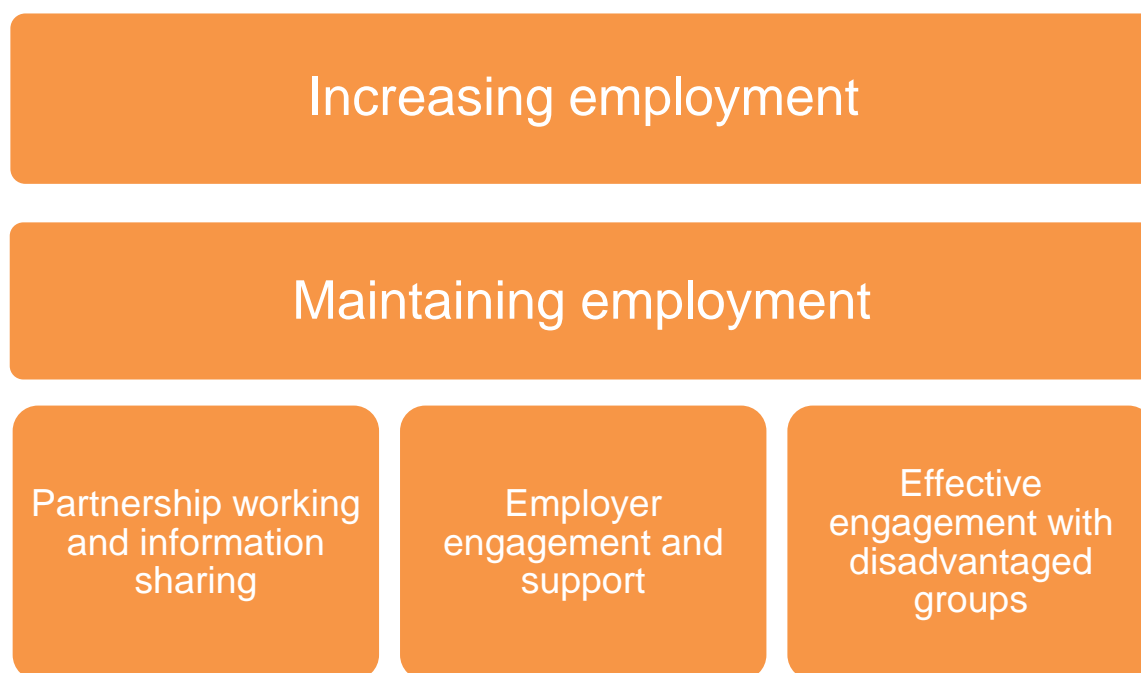 Increasing employment
Maintaining employment
Partnership working
and information
sharing
Employer
engagement and
support
Effective
engagement with
disadvantaged
groups